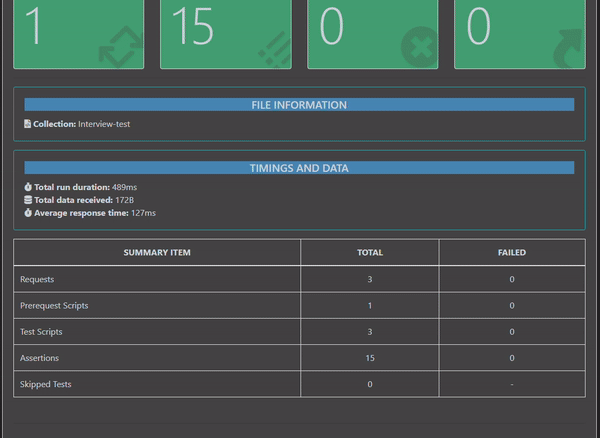 1 15 0 0
FILE INFORMATION
Collection: Interview-test
TIMINGS AND DATA
Total run duration: 489ms
Total data received: 172B
Average response time: 127ms
SUMMARY ITEM TOTAL FAILED
Requests 3 0
Prerequest Scripts 1 0
Test Scripts 3 0
Assertions 15 0
Skipped Tests 0 -